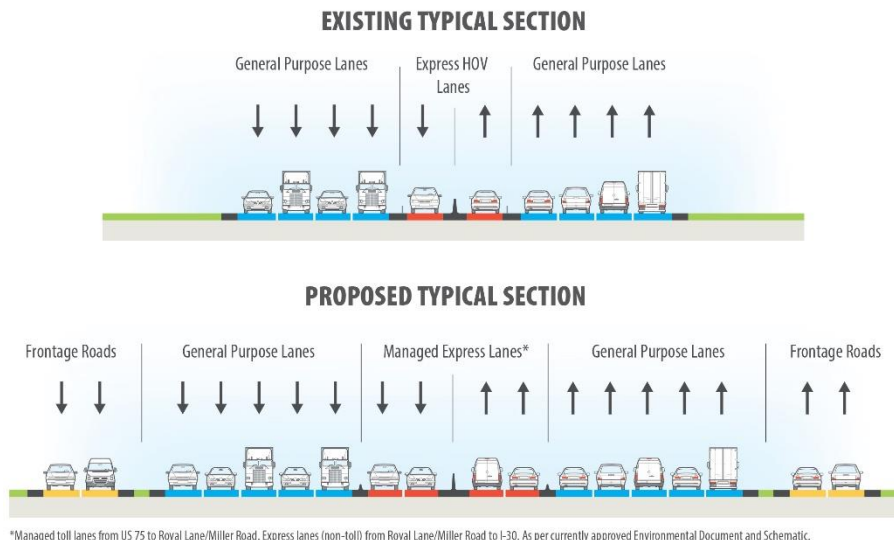 EXISTING TYPICAL SECTION
General Purpose Lanes
Express HOV
Lanes
General Purpose Lanes
PROPOSED TYPICAL SECTION
Frontage Roads
General Purpose Lanes
Managed Express Lanes*
General Purpose Lanes
Frontage Roads
*Managed toll lanes from US 75 to Royal Lane/Miller Road. Express lanes (non-toll) from Royal Lane/Miller Road to I-30. As per currently approved Environmental Document and Schematic.